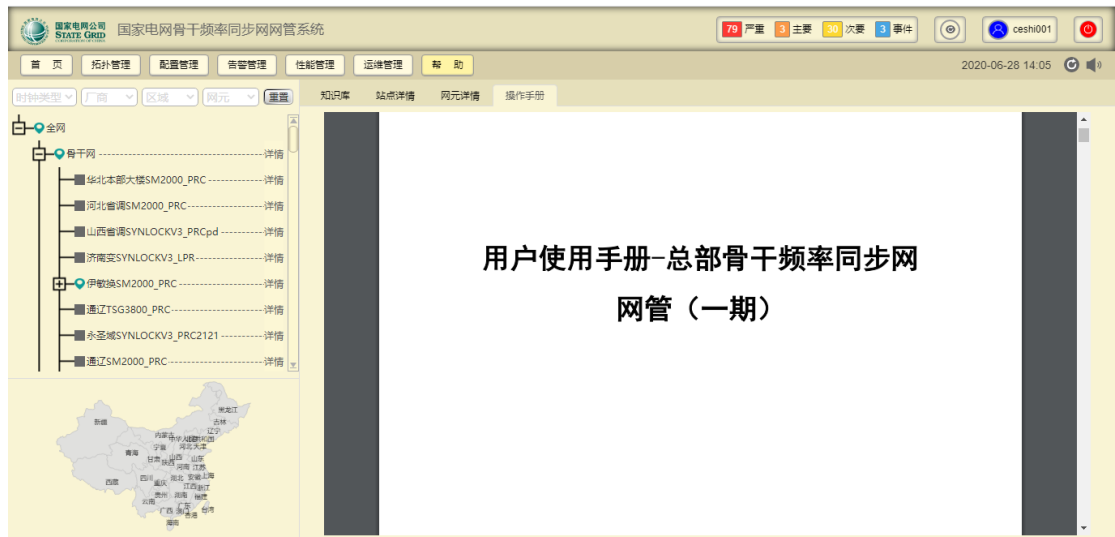 国家电网公司
STATE GRID
国家电网骨干频率同步网网管系统
79 严重 3 主要 30 次要 3 事件
ceshi001
首 页 拓扑管理 配置管理 告警管理 性能管理 运维管理 帮 助
2020-06-28 14:05
时钟类型 厂商 区域 网元 重置
知识库 站点详情 网元详情 操作手册
全网
骨干网 详情
华北本部大楼SM2000_PRC 详情
河北省调SM2000_PRC 详情
山西省调SYNLOCKV3_PRCpd 详情
济南变SYNLOCKV3_LPR 详情
伊敏换SM2000_PRC 详情
通辽TSG3800_PRC 详情
永圣域SYNLOCKV3_PRC2121 详情
通辽SM2000_PRC 详情
用户使用手册-总部骨干频率同步网
网管（一期）
黑龙江
新疆
吉林
辽宁
内蒙古
宁夏
河北
天津
青海
甘肃
陕西
山西
山东
河南
江苏
西藏
四川
重庆
湖北
安徽
上海
江西
浙江
贵州
湖南
福建
云南
广西
广东
台湾
香港
海南